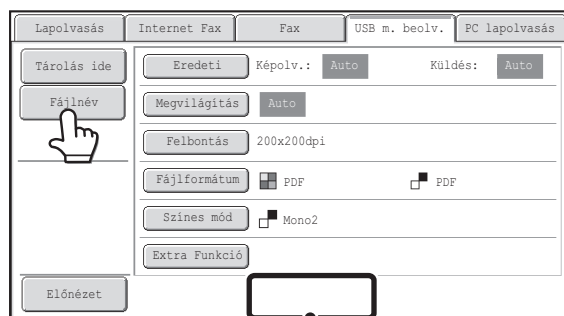 Lapolvasás Internet Fax Fax USB m. beolv. PC lapolvasás
Tárolás ide Eredeti Képolv.: Auto Küldés: Auto
Fájlnév Megvilágítás Auto
Felbontás 200x200dpi
Fájlformátum PDF PDF
Színes mód Mono2
Extra Funkció
Előnézet